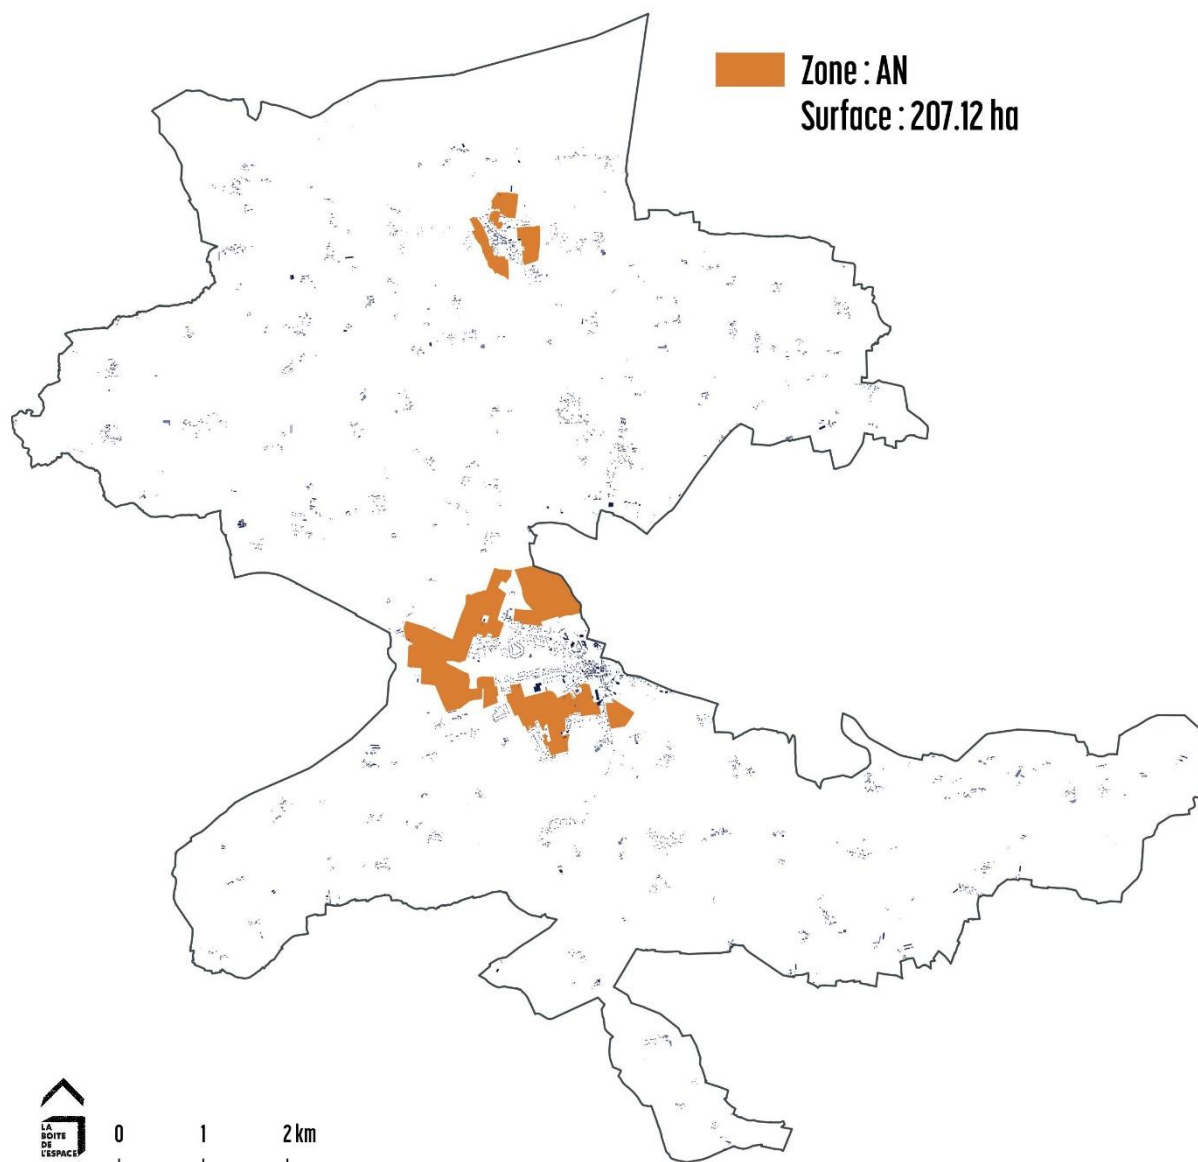 Zone : AN
Surface : 207.12 ha
LA
BOITE
DE
L'ESPACE
0 1 2 km